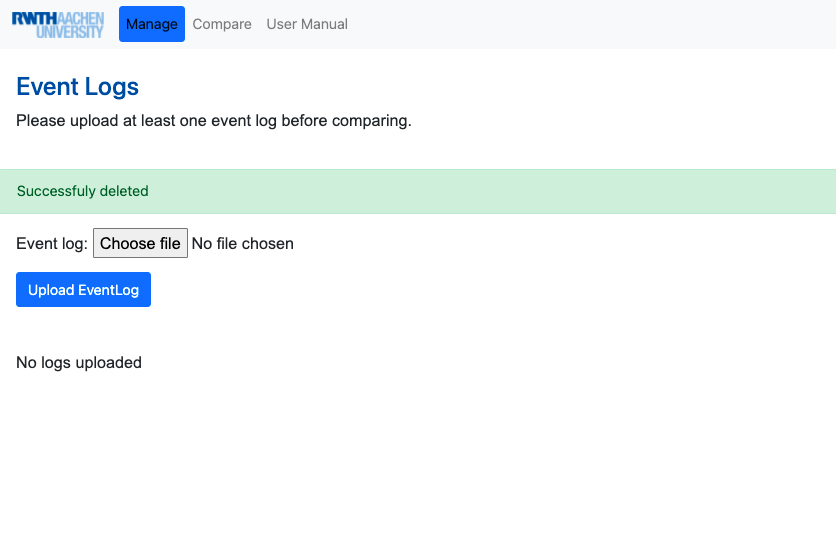 RWTHAACHEN
UNIVERSITY
Manage Compare User Manual
Event Logs
Please upload at least one event log before comparing.
Successfuly deleted
Event log: Choose file No file chosen
Upload EventLog
No logs uploaded